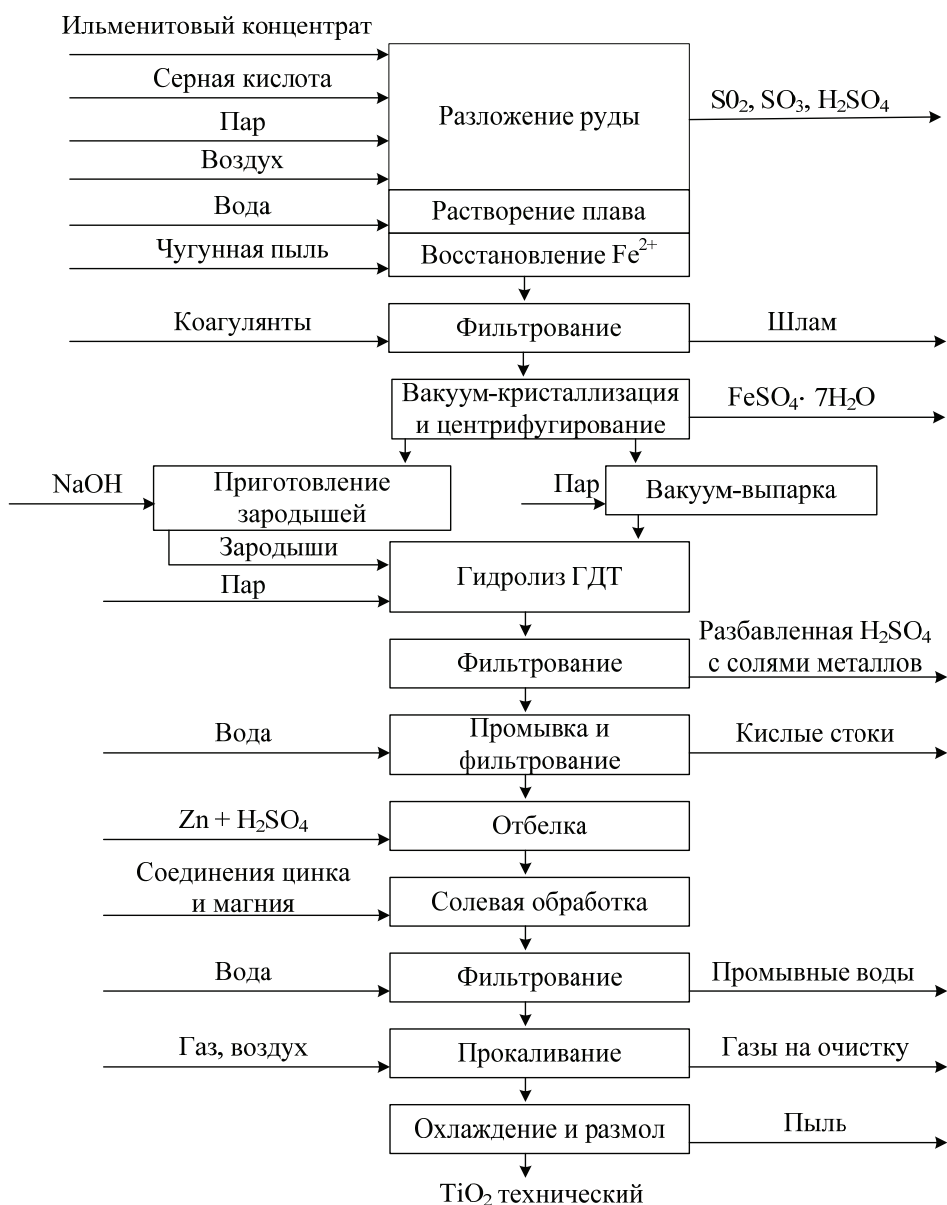 Ильменитовый концентрат
Серная кислота
Пар
Воздух
Разложение руды
S0₂, SO₃, H₂SO₄
Вода
Растворение плава
Чугунная пыль
Восстановление Fe²⁺
Коагулянты
Фильтрование
Шлам
Вакуум-кристаллизация
и центрифугирование
FeSO₄· 7H₂O
NaOH
Приготовление
зародышей
Пар
Вакуум-выпарка
Зародыши
Пар
Гидролиз ГДТ
Фильтрование
Разбавленная H₂SO₄
с солями металлов
Вода
Промывка и
фильтрование
Кислые стоки
Zn + H₂SO₄
Отбелка
Соединения цинка
и магния
Солевая обработка
Вода
Фильтрование
Промывные воды
Газ, воздух
Прокаливание
Газы на очистку
Охлаждение и размол
Пыль
TiO₂ технический